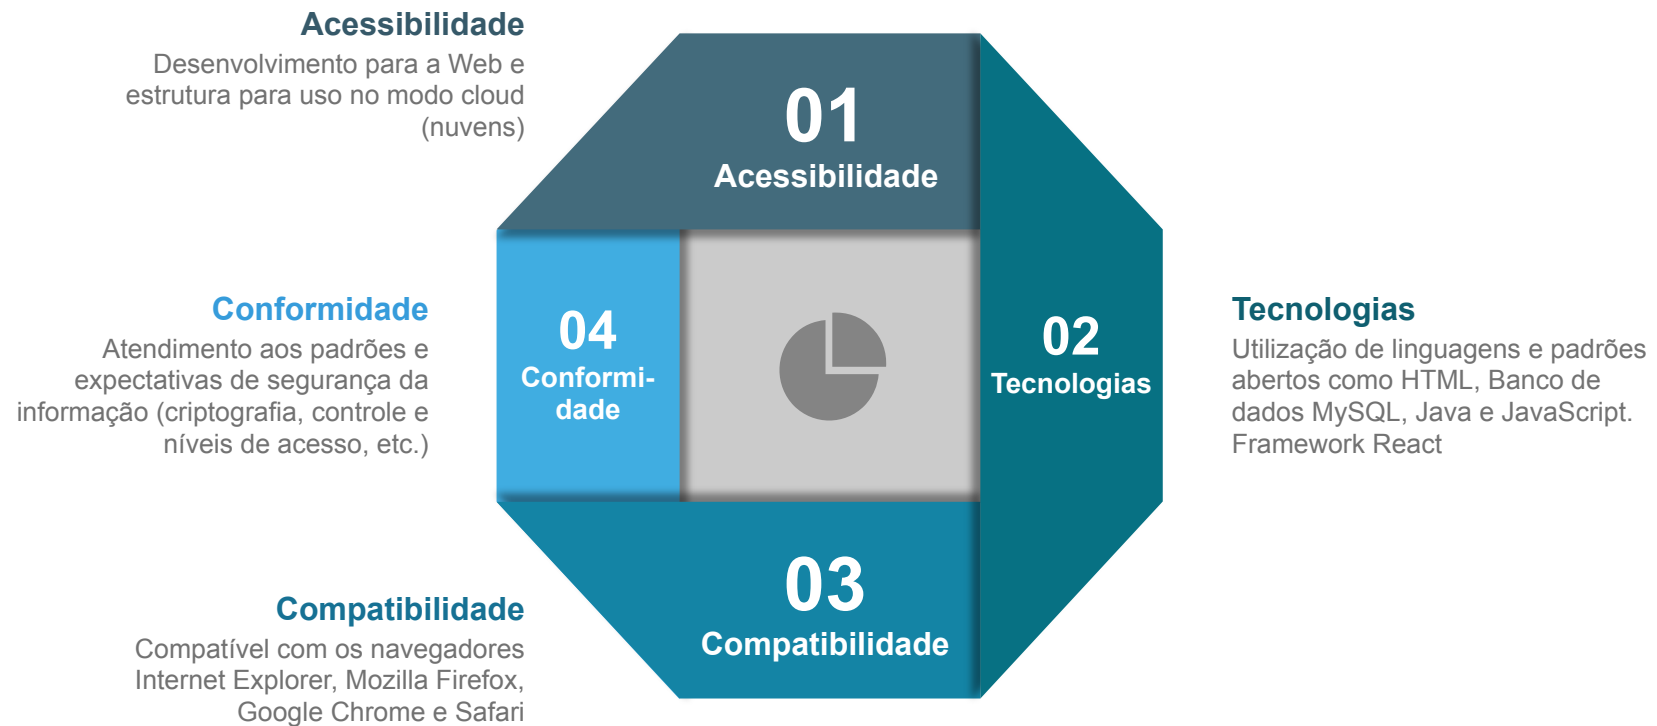 Acessibilidade
Desenvolvimento para a Web e
estrutura para uso no modo cloud
(nuvens)
01
Acessibilidade
Conformidade
Atendimento aos padrões e
expectativas de segurança da
informação (criptografia, controle e
níveis de acesso, etc.)
04
Conformi-
dade
02
Tecnologias
Tecnologias
Utilização de linguagens e padrões
abertos como HTML, Banco de
dados MySQL, Java e JavaScript.
Framework React
03
Compatibilidade
Compatibilidade
Compatível com os navegadores
Internet Explorer, Mozilla Firefox,
Google Chrome e Safari